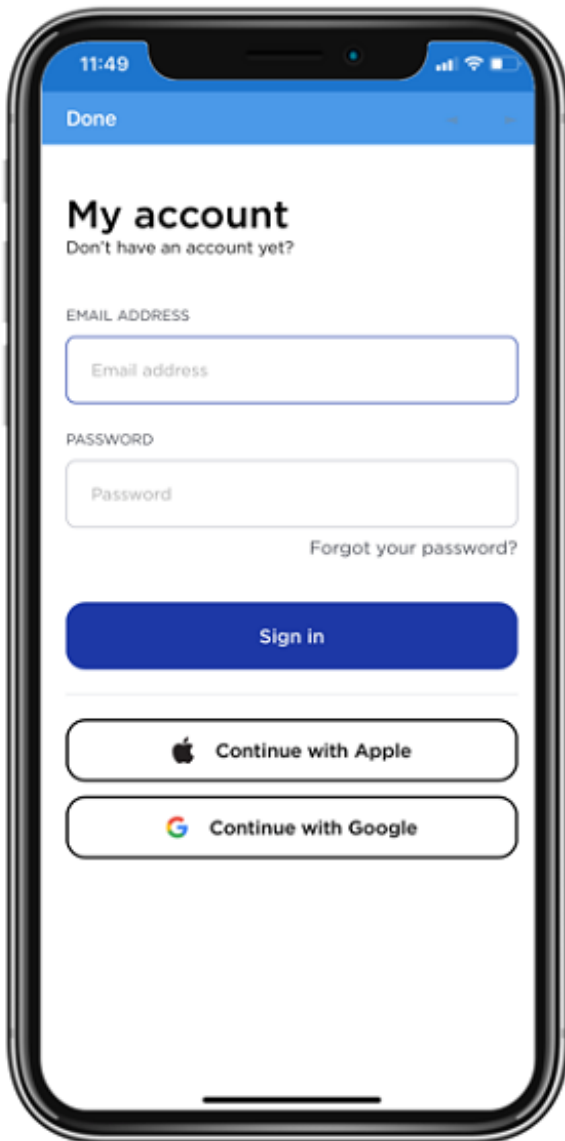 11:49
Done
My account
Don't have an account yet?
EMAIL ADDRESS
Email address
PASSWORD
Password
Forgot your password?
Sign in
Continue with Apple
Continue with Google